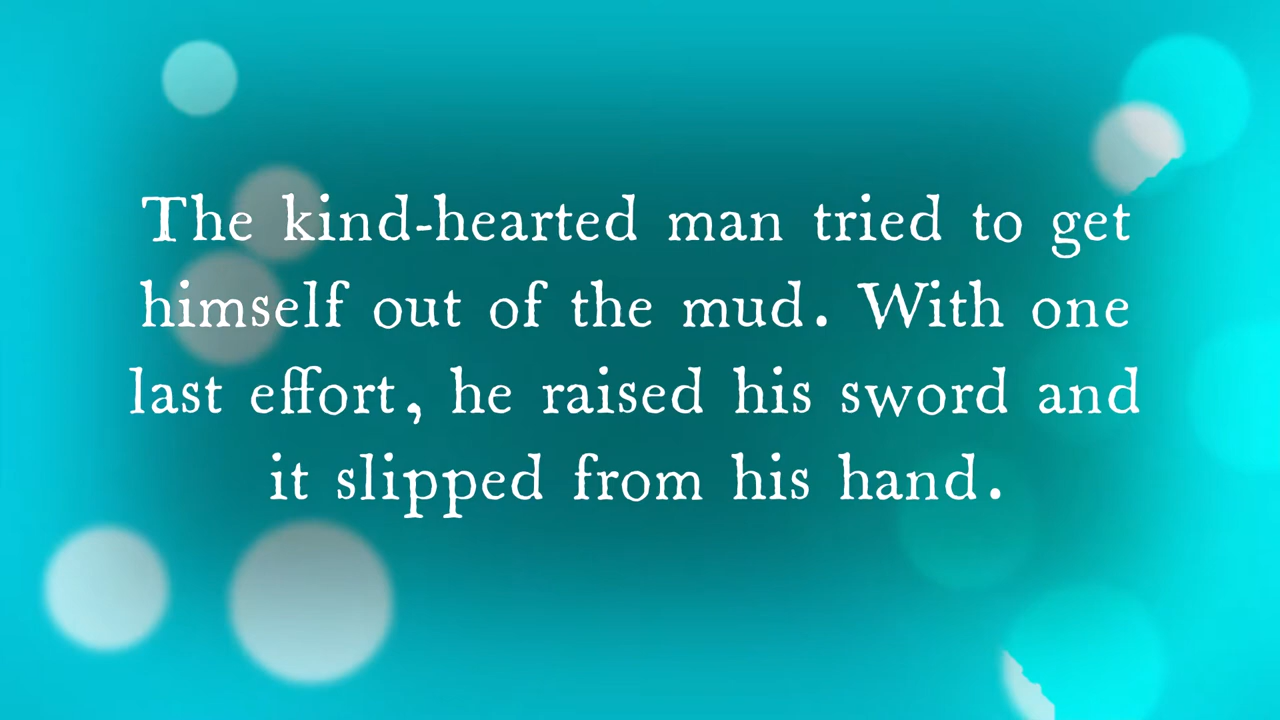 The kind-hearted man tried to get
himself out of the mud. With one
last effort, he raised his sword and
it slipped from his hand.